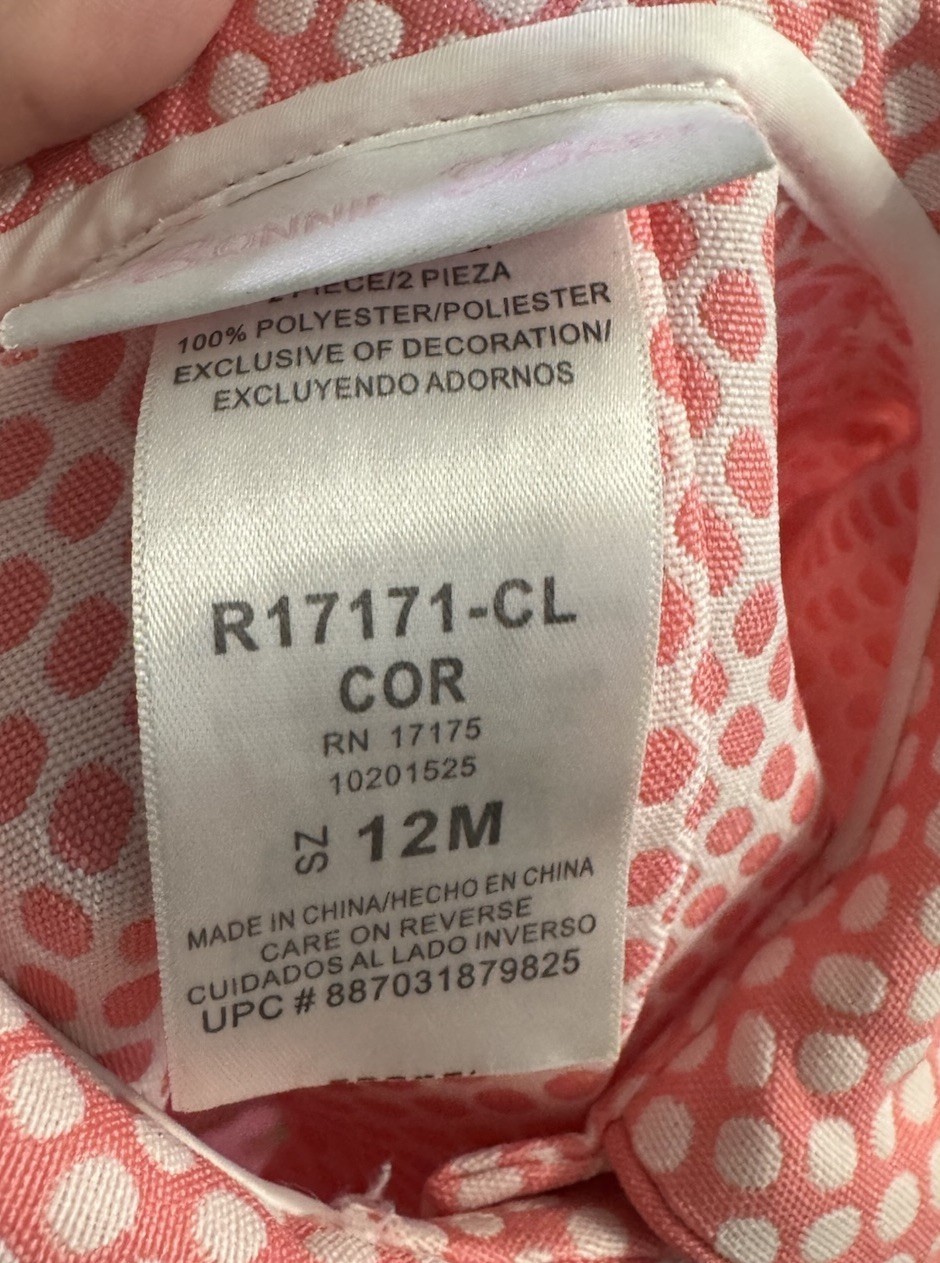 BONNIE
2 PIECE/2 PIEZA
100% POLYESTER/POLIESTER
EXCLUSIVE OF DECORATION/
EXCLUYENDO ADORNOS
R17171-CL
COR
RN 17175
10201525
SZ 12M
MADE IN CHINA/HECHO EN CHINA
CARE ON REVERSE
CUIDADOS AL LADO INVERSO
UPC # 887031879825